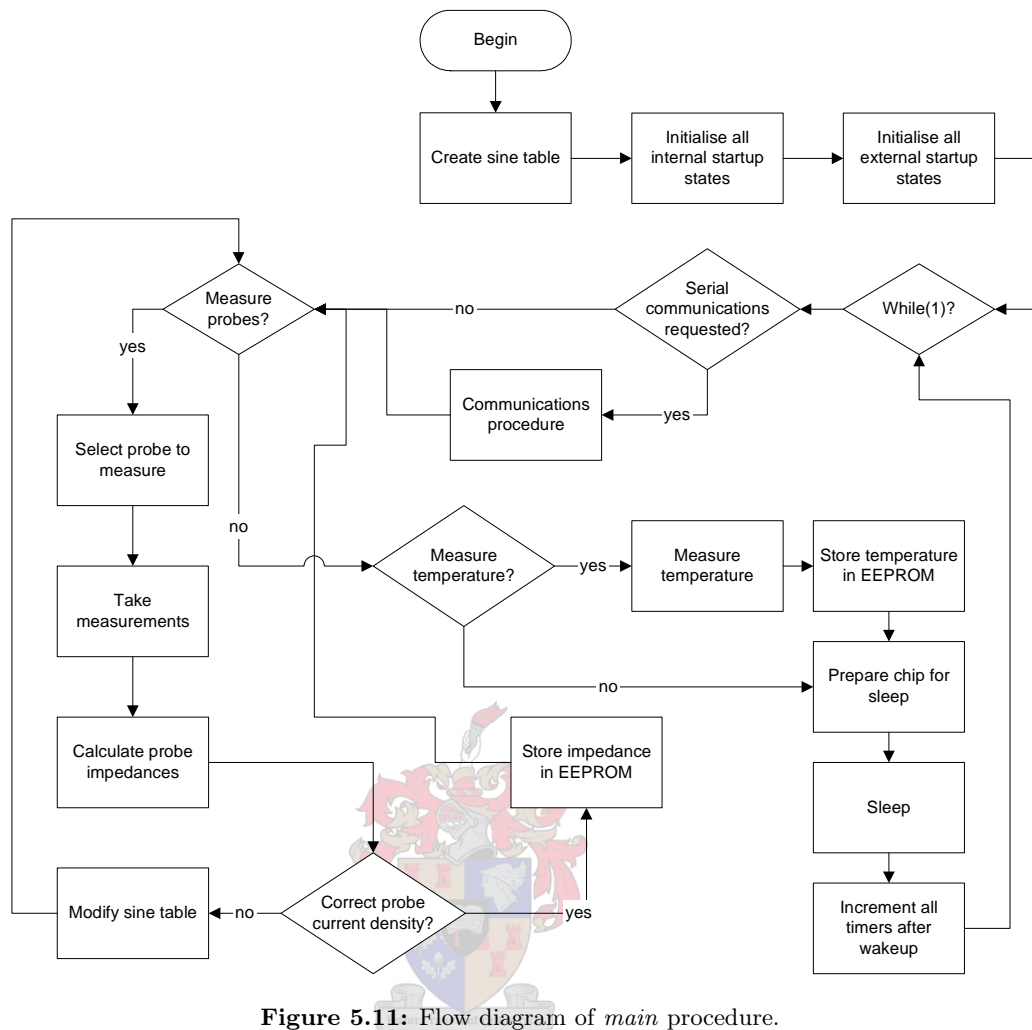 Begin
Create sine table
Initialise all
internal startup
states
Initialise all
external startup
states
Measure
probes?
no
Serial
communications
requested?
While(1)?
yes
Communications
procedure
yes
Select probe to
measure
no
Measure
temperature?
yes
Measure
temperature
Store temperature
in EEPROM
Take
measurements
no
Prepare chip for
sleep
Calculate probe
impedances
Store impedance
in EEPROM
Sleep
Modify sine table
no
Correct probe
current density?
yes
Increment all
timers after
wakeup
Figure 5.11: Flow diagram of main procedure.